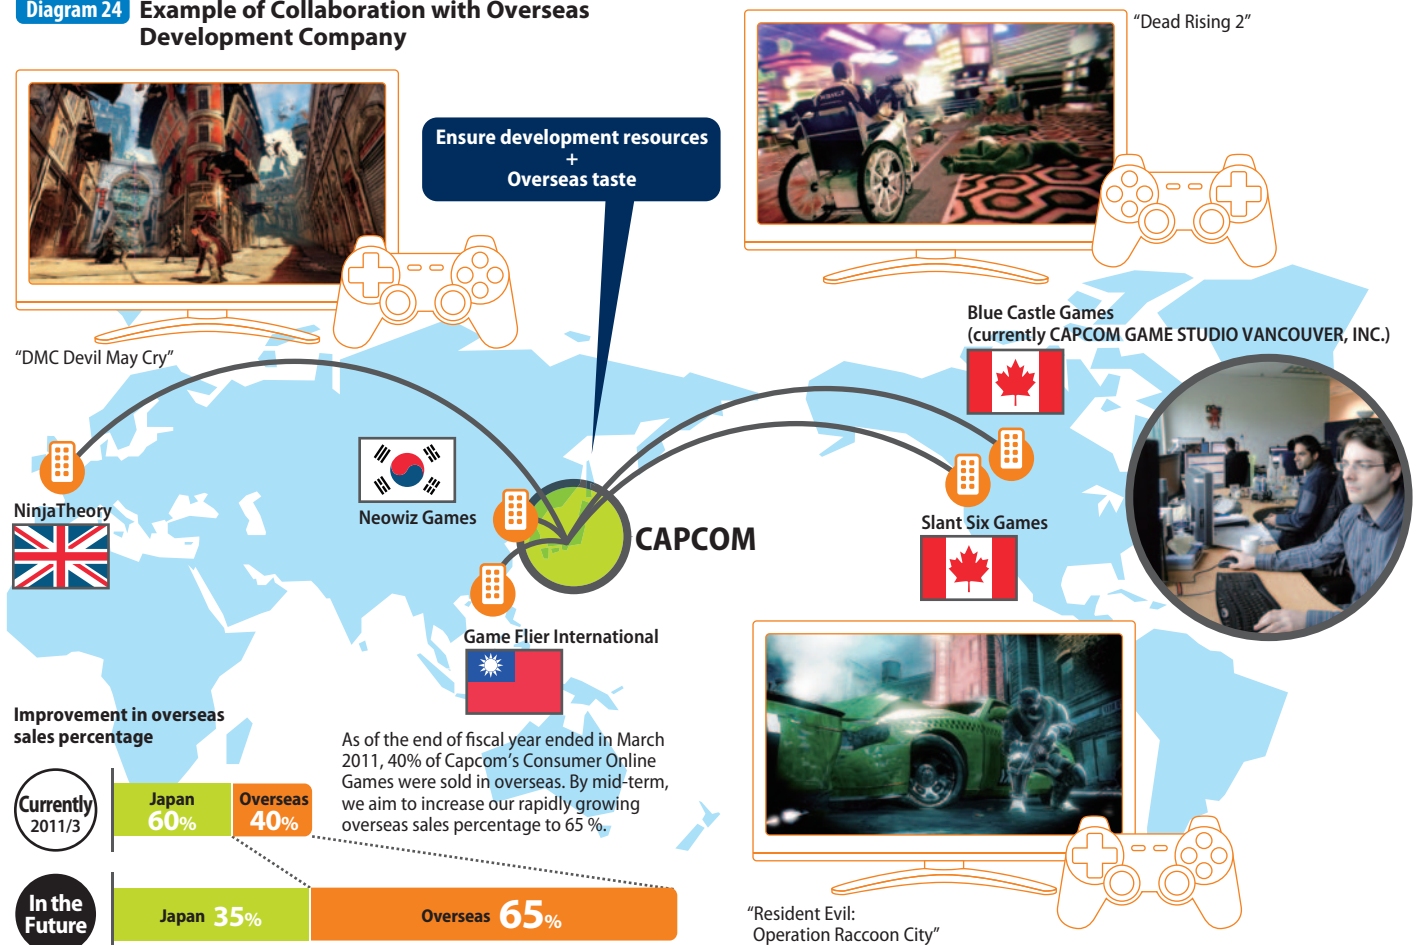 Diagram 24 Example of Collaboration with Overseas
Development Company
"Dead Rising 2"
Ensure development resources
+
Overseas taste
"DMC Devil May Cry"
Blue Castle Games
(currently CAPCOM GAME STUDIO VANCOUVER, INC.)
NinjaTheory
Neowiz Games
CAPCOM
Slant Six Games
Game Flier International
Improvement in overseas
sales percentage
As of the end of fiscal year ended in March
2011, 40% of Capcom's Consumer Online
Games were sold in overseas. By mid-term,
we aim to increase our rapidly growing
overseas sales percentage to 65 %.
Currently
2011/3
Japan
60%
Overseas
40%
In the
Future
Japan 35%
Overseas 65%
"Resident Evil:
Operation Raccoon City"